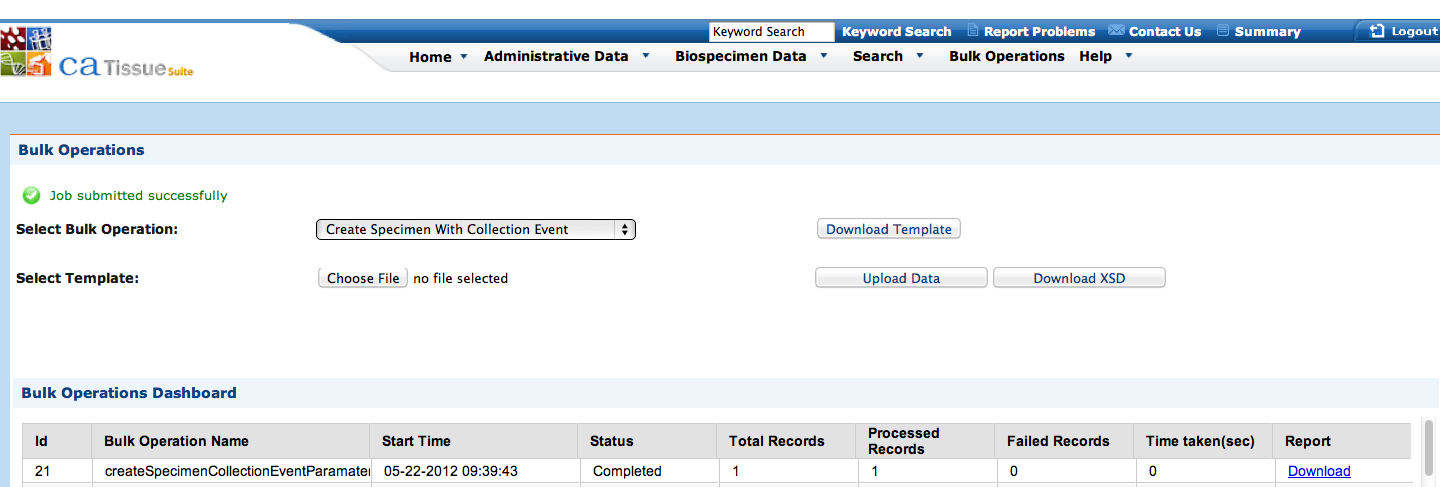 Keyword Search Keyword Search Report Problems Contact Us Summary Logout
ca Tissue Suite
Home Administrative Data Biospecimen Data Search Bulk Operations Help
Bulk Operations
Job submitted successfully
Select Bulk Operation: Create Specimen With Collection Event Download Template
Select Template: Choose File no file selected Upload Data Download XSD
Bulk Operations Dashboard
Id Bulk Operation Name Start Time Status Total Records Processed Records Failed Records Time taken(sec) Report
21 createSpecimenCollectionEventParamater 05-22-2012 09:39:43 Completed 1 1 0 0 Download